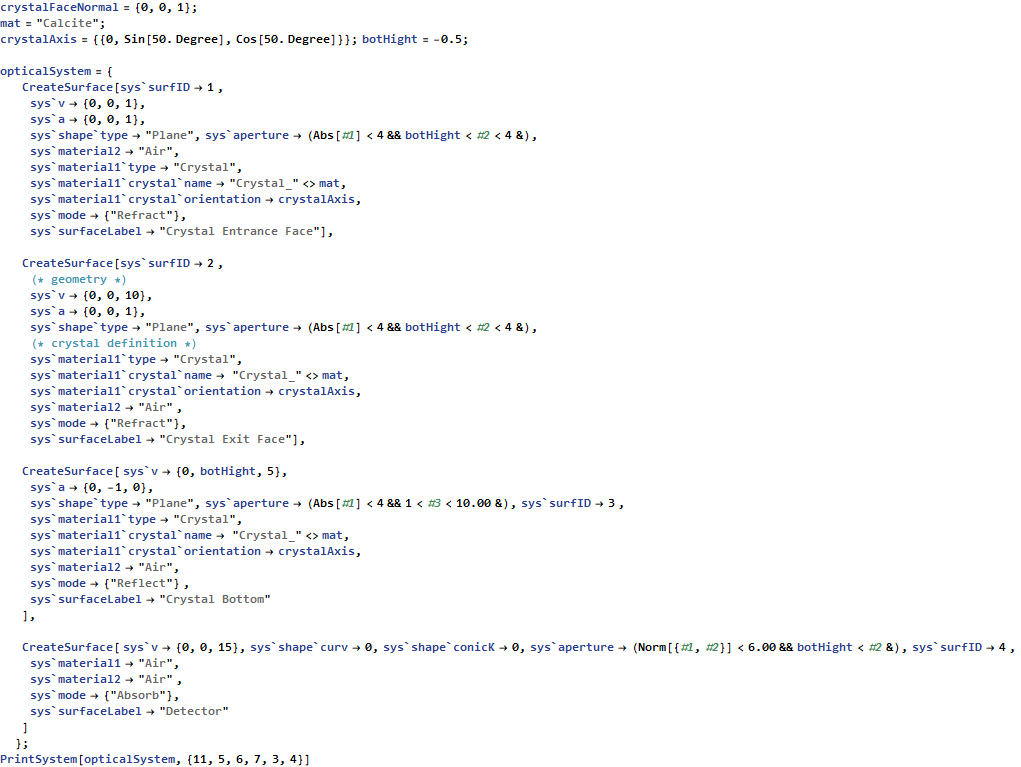 crystalFaceNormal = {0, 0, 1};
mat = "Calcite";
crystalAxis = {{0, Sin[50. Degree], Cos[50. Degree]}}; botHight = -0.5;
opticalSystem = {
CreateSurface[sys`surfID → 1 ,
sys`v → {0, 0, 1},
sys`a → {0, 0, 1},
sys`shape`type → "Plane", sys`aperture → (Abs[#1] < 4 && botHight < #2 < 4 &),
sys`material2 → "Air",
sys`material1`type → "Crystal",
sys`material1`crystal`name → "Crystal_" <> mat,
sys`material1`crystal`orientation → crystalAxis,
sys`mode → {"Refract"},
sys`surfaceLabel → "Crystal Entrance Face"],
CreateSurface[sys`surfID → 2 ,
(* geometry *)
sys`v → {0, 0, 10},
sys`a → {0, 0, 1},
sys`shape`type → "Plane", sys`aperture → (Abs[#1] < 4 && botHight < #2 < 4 &),
(* crystal definition *)
sys`material1`type → "Crystal",
sys`material1`crystal`name → "Crystal_" <> mat,
sys`material1`crystal`orientation → crystalAxis,
sys`material2 → "Air" ,
sys`mode → {"Refract"},
sys`surfaceLabel → "Crystal Exit Face"],
CreateSurface[ sys`v → {0, botHight, 5},
sys`a → {0, -1, 0},
sys`shape`type → "Plane", sys`aperture → (Abs[#1] < 4 && 1 < #3 < 10.00 &), sys`surfID → 3 ,
sys`material1`type → "Crystal",
sys`material1`crystal`name → "Crystal_" <> mat,
sys`material1`crystal`orientation → crystalAxis,
sys`material2 → "Air",
sys`mode → {"Reflect"} ,
sys`surfaceLabel → "Crystal Bottom"
],
CreateSurface[ sys`v → {0, 0, 15}, sys`shape`curv → 0, sys`shape`conicK → 0, sys`aperture → (Norm[{#1, #2}] < 6.00 && botHight < #2 &), sys`surfID → 4 ,
sys`material1 → "Air",
sys`material2 → "Air" ,
sys`mode → {"Absorb"},
sys`surfaceLabel → "Detector"
]
};
PrintSystem[opticalSystem, {11, 5, 6, 7, 3, 4}]